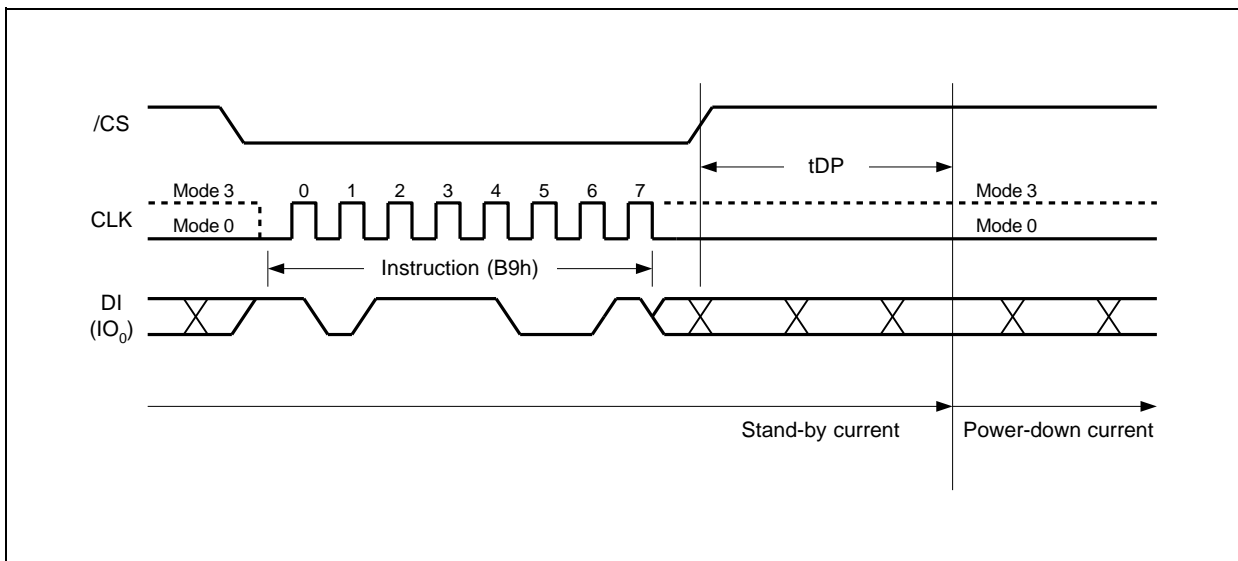 /CS
tDP
Mode 3
0 1 2 3 4 5 6 7
Mode 3
CLK
Mode 0
Mode 0
Instruction (B9h)
DI
(IO₀)
Stand-by current
Power-down current